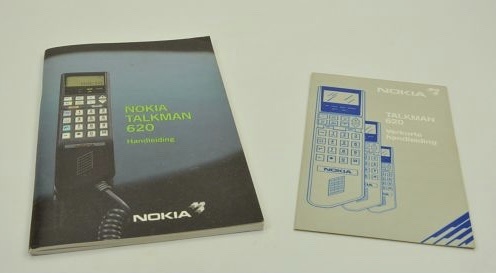 NOKIA
TALKMAN
620
Handleiding
NOKIA
NOKIA
TALKMAN
620
Verkorte
handleiding